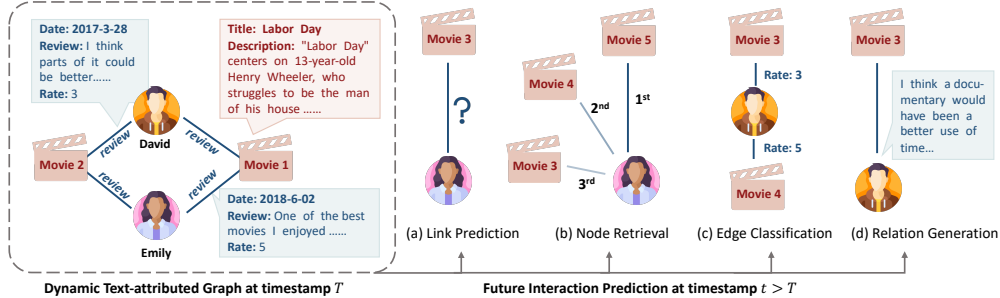 Date: 2017-3-28
Review: I think
parts of it could
be better......
Rate: 3
Title: Labor Day
Description: "Labor Day"
centers on 13-year-old
Henry Wheeler, who
struggles to be the man
of his house ......
David
review
review
Movie 2
Movie 1
review
review
Emily
Date: 2018-6-02
Review: One of the best
movies I enjoyed ......
Rate: 5
Dynamic Text-attributed Graph at timestamp T
Movie 3
?
(a) Link Prediction
Movie 5
Movie 4
Movie 3
1st
2nd
3rd
(b) Node Retrieval
Movie 3
Rate: 3
Rate: 5
Movie 4
(c) Edge Classification
Movie 3
I think a docu-
mentary would
have been a
better use of
time...
(d) Relation Generation
Future Interaction Prediction at timestamp t > T